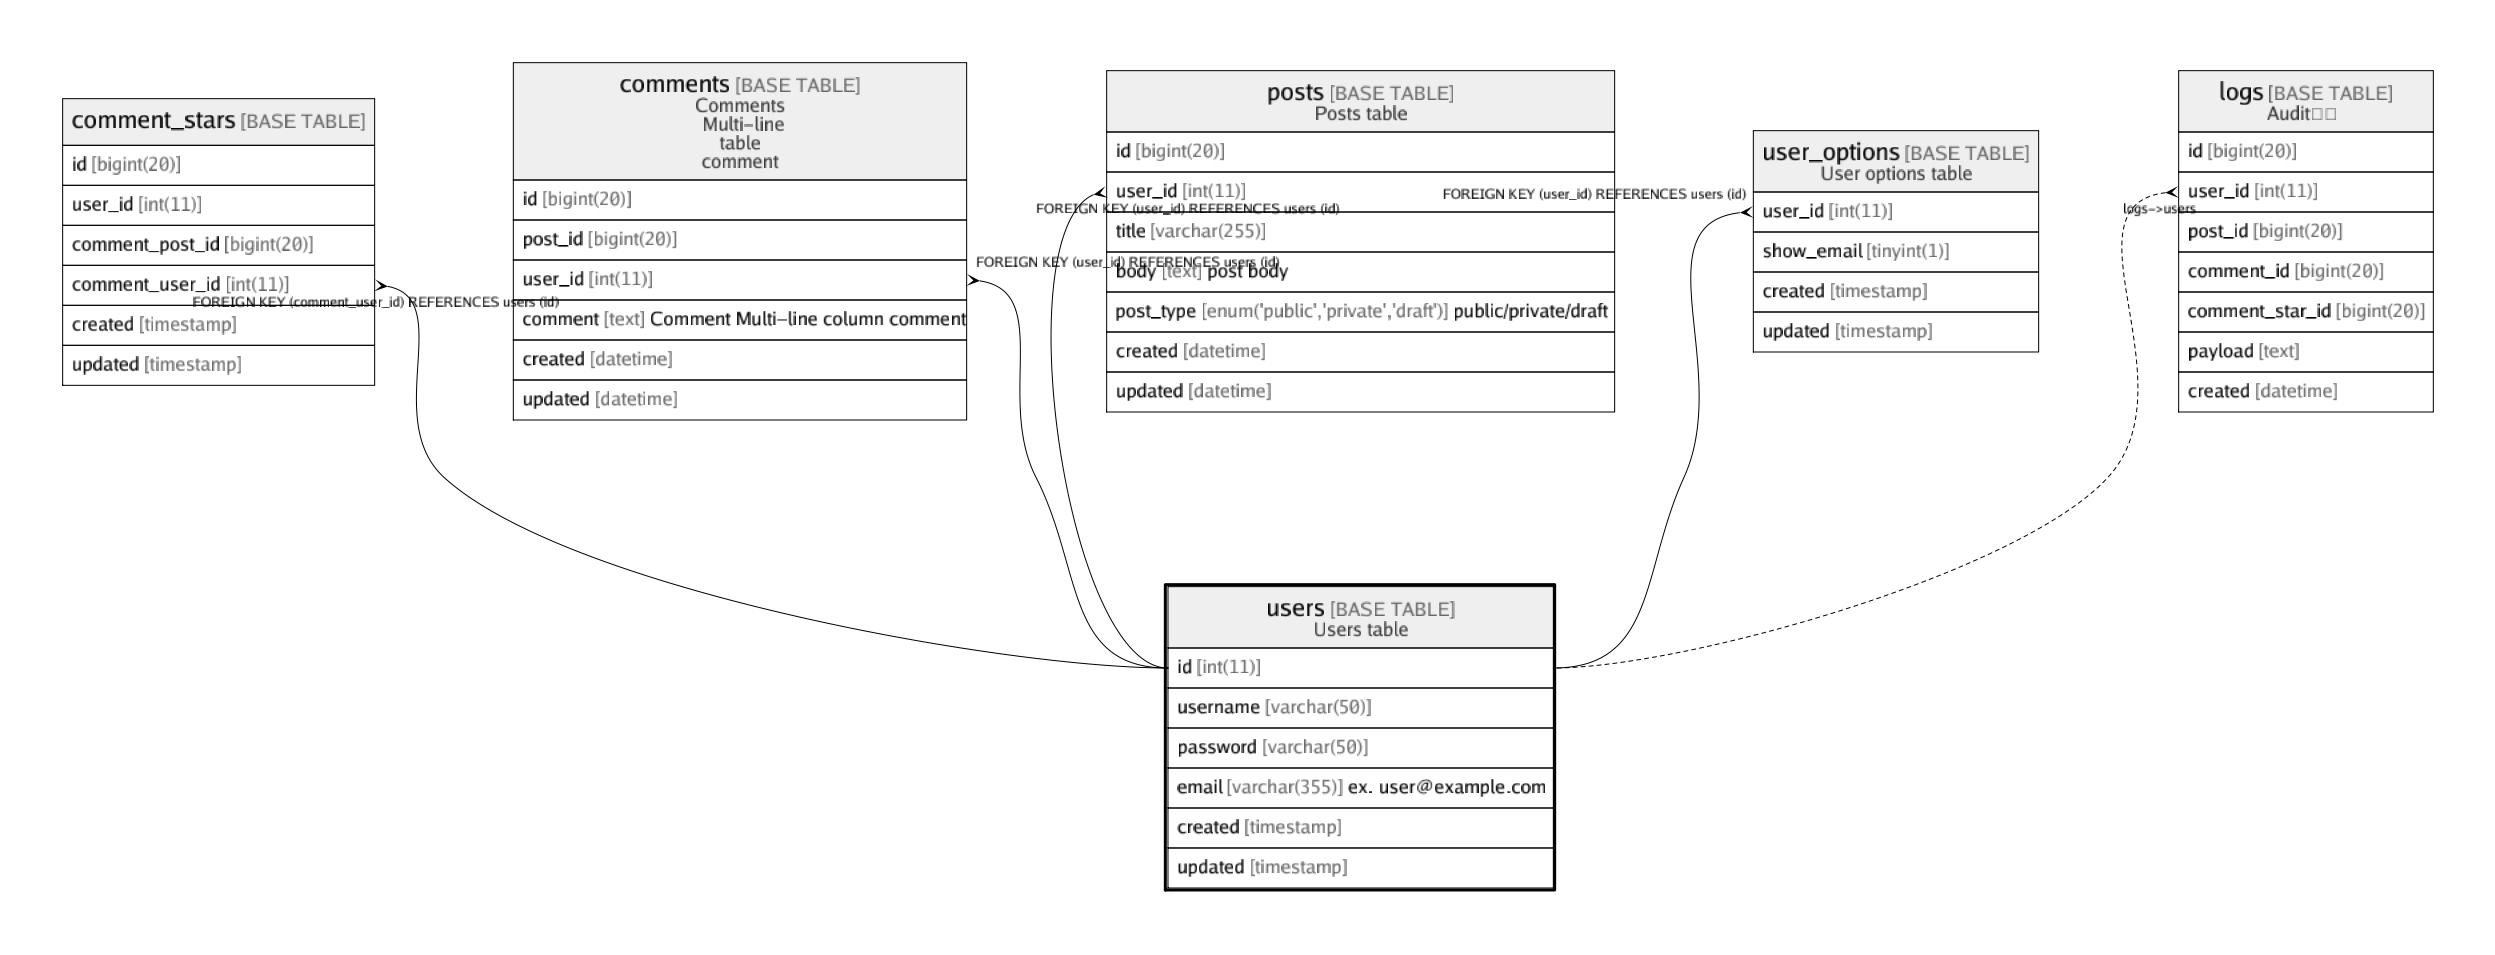 comment_stars [BASE TABLE]
id [bigint(20)]
user_id [int(11)]
comment_post_id [bigint(20)]
comment_user_id [int(11)]
FOREIGN KEY (comment_user_id) REFERENCES users (id)
created [timestamp]
updated [timestamp]
comments [BASE TABLE]
Comments
Multi-line
table
comment
id [bigint(20)]
post_id [bigint(20)]
user_id [int(11)]
FOREIGN KEY (user_id) REFERENCES users (id)
comment [text] Comment Multi-line column comment
created [datetime]
updated [datetime]
posts [BASE TABLE]
Posts table
id [bigint(20)]
user_id [int(11)]
FOREIGN KEY (user_id) REFERENCES users (id)
title [varchar(255)]
body [text] post body
post_type [enum('public','private','draft')] public/private/draft
created [datetime]
updated [datetime]
user_options [BASE TABLE]
User options table
FOREIGN KEY (user_id) REFERENCES users (id)
user_id [int(11)]
show_email [tinyint(1)]
created [timestamp]
updated [timestamp]
logs [BASE TABLE]
Audit
id [bigint(20)]
user_id [int(11)]
logs->users
post_id [bigint(20)]
comment_id [bigint(20)]
comment_star_id [bigint(20)]
payload [text]
created [datetime]
users [BASE TABLE]
Users table
id [int(11)]
username [varchar(50)]
password [varchar(50)]
email [varchar(355)] ex. user@example.com
created [timestamp]
updated [timestamp]